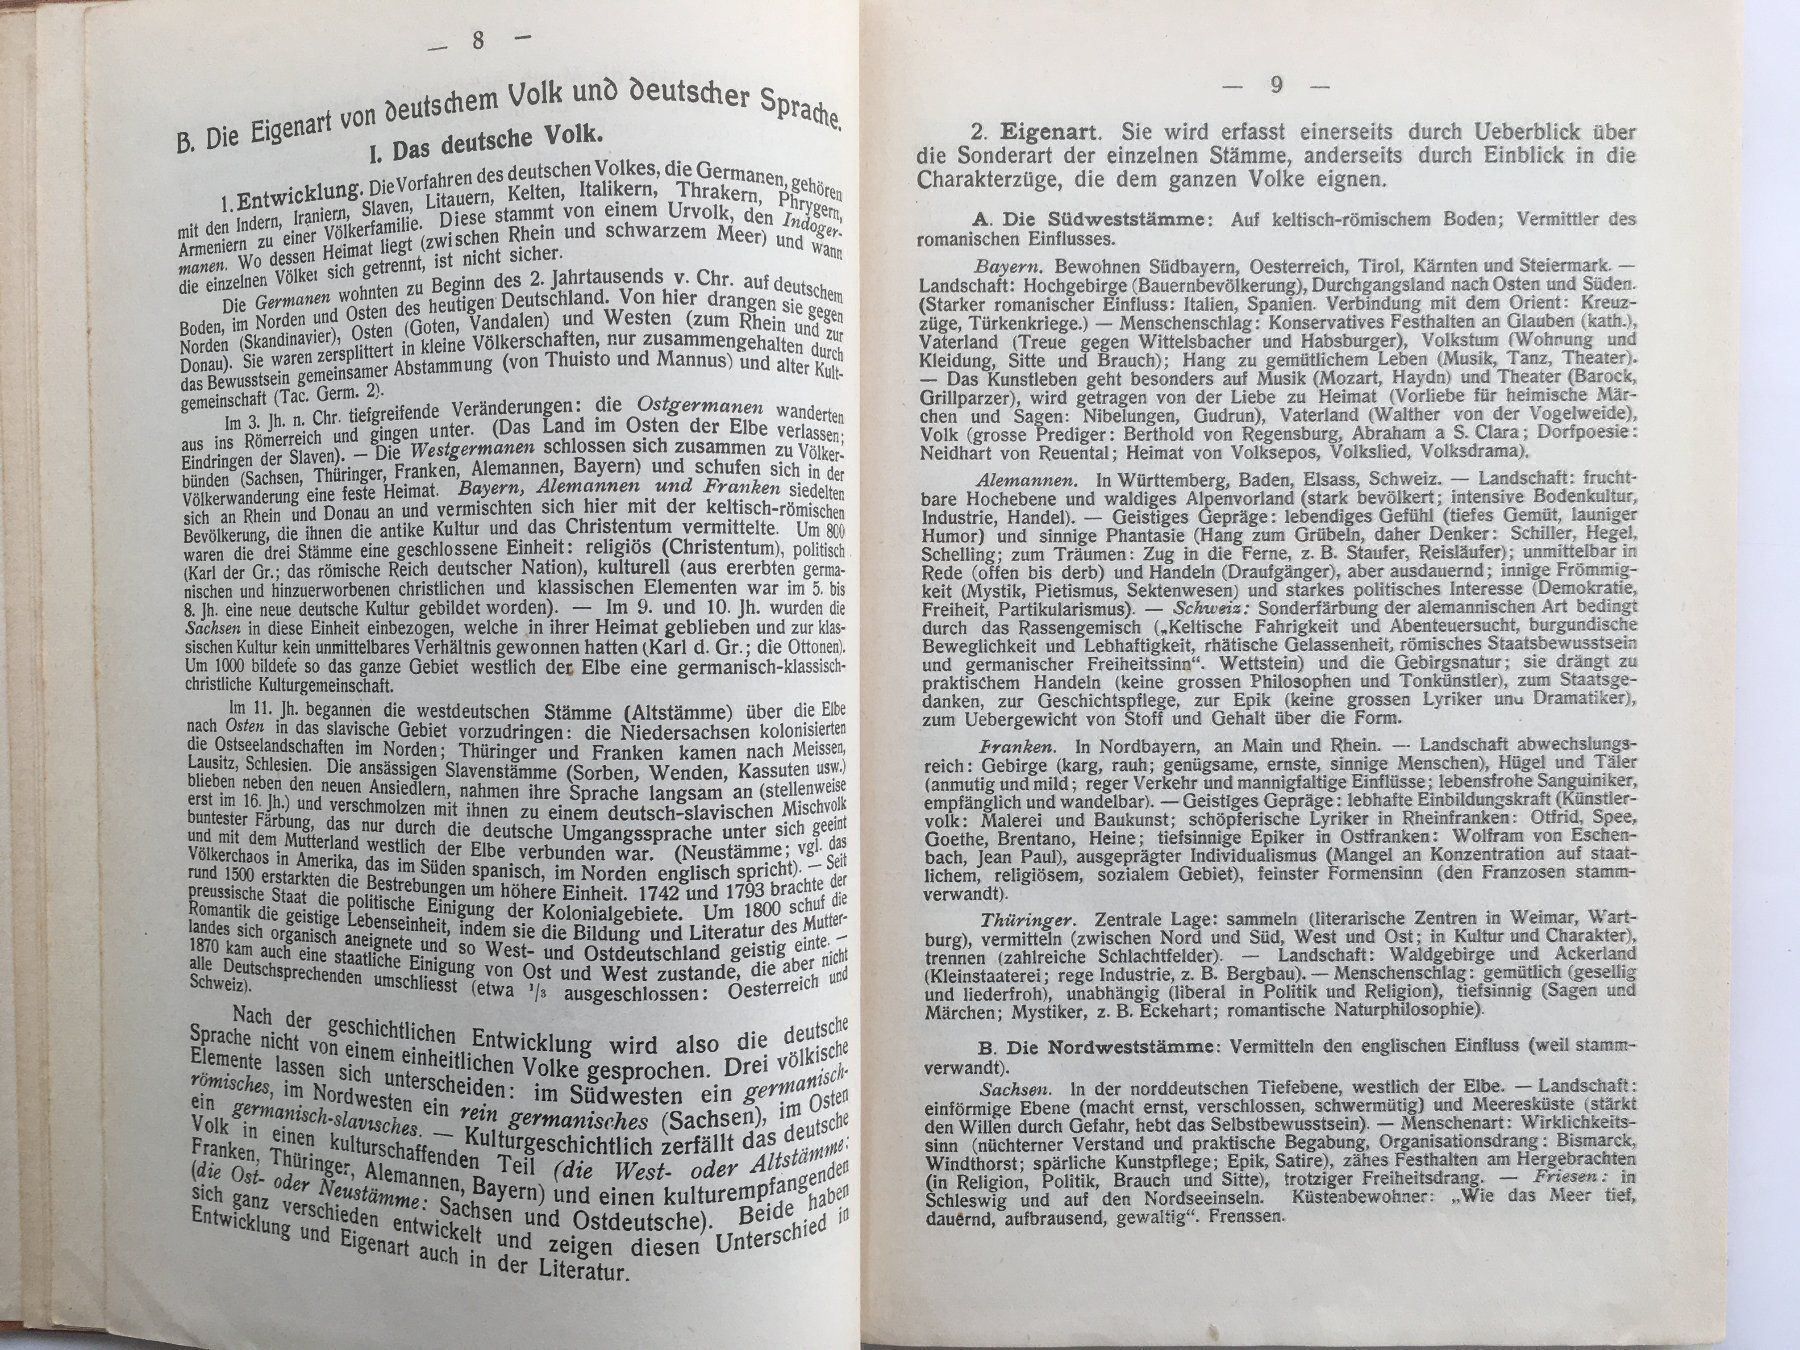 — 8 —
B. Die Eigenart von deutschem Volk und deutscher Sprache.
I. Das deutsche Volk.
1. Entwicklung. Die Vorfahren des deutschen Volkes, die Germanen, gehören
mit den Indern, Iraniern, Slaven, Litauern, Kelten, Italikern, Thrakern, Phrygern,
Armeniern zu einer Völkerfamilie. Diese stammt von einem Urvolk, den Indoger-
manen. Wo dessen Heimat liegt (zwischen Rhein und schwarzem Meer) und wann
die einzelnen Völker sich getrennt, ist nicht sicher.
Die Germanen wohnten zu Beginn des 2. Jahrtausends v. Chr. auf deutschem
Boden, im Norden und Osten des heutigen Deutschland. Von hier drangen sie gegen
Norden (Skandinavier), Osten (Goten, Vandalen) und Westen (zum Rhein und zur
Donau). Sie waren zersplittert in kleine Völkerschaften, nur zusammengehalten durch
das Bewusstsein gemeinsamer Abstammung (von Thuisto und Mannus) und alter Kult-
gemeinschaft (Tac. Germ. 2).
Im 3. Jh. n. Chr. tiefgreifende Veränderungen: die Ostgermanen wanderten
aus ins Römerreich und gingen unter. (Das Land im Osten der Elbe verlassen;
Eindringen der Slaven). — Die Westgermanen schlossen sich zusammen zu Völker-
bünden (Sachsen, Thüringer, Franken, Alemannen, Bayern) und schufen sich in der
Völkerwanderung eine feste Heimat. Bayern, Alemannen und Franken siedelten
sich an Rhein und Donau an und vermischten sich hier mit der keltisch-römischen
Bevölkerung, die ihnen die antike Kultur und das Christentum vermittelte. Um 800
waren die drei Stämme eine geschlossene Einheit: religiös (Christentum), politisch
(Karl der Gr.; das römische Reich deutscher Nation), kulturell (aus ererbten germa-
nischen und hinzuerworbenen christlichen und klassischen Elementen war im 5. bis
8. Jh. eine neue deutsche Kultur gebildet worden). — Im 9. und 10. Jh. wurden die
Sachsen in diese Einheit einbezogen, welche in ihrer Heimat geblieben und zur klas-
sischen Kultur kein unmittelbares Verhältnis gewonnen hatten (Karl d. Gr.; die Ottonen).
Um 1000 bildete so das ganze Gebiet westlich der Elbe eine germanisch-klassisch-
christliche Kulturgemeinschaft.
Im 11. Jh. begannen die westdeutschen Stämme (Altstämme) über die Elbe
nach Osten in das slavische Gebiet vorzudringen: die Niedersachsen kolonisierten
die Ostseelandschaften im Norden; Thüringer und Franken kamen nach Meissen,
Lausitz, Schlesien. Die ansässigen Slavenstämme (Sorben, Wenden, Kassuten usw.)
blieben neben den neuen Ansiedlern, nahmen ihre Sprache langsam an (stellenweise
erst im 16. Jh.) und verschmolzen mit ihnen zu einem deutsch-slavischen Mischvolk
buntester Färbung, das nur durch die deutsche Umgangssprache unter sich geeint
und mit dem Mutterland westlich der Elbe verbunden war. (Neustämme; vgl. das
Völkerchaos in Amerika, das im Süden spanisch, im Norden englisch spricht). — Seit
rund 1500 erstarkten die Bestrebungen um höhere Einheit. 1742 und 1793 brachte der
preussische Staat die politische Einigung der Kolonialgebiete. Um 1800 schuf die
Romantik die geistige Lebenseinheit, indem sie die Bildung und Literatur des Mutter-
landes sich organisch aneignete und so West- und Ostdeutschland geistig einte. —
1870 kam auch eine staatliche Einigung von Ost und West zustande, die aber nicht
alle Deutschsprechenden umschliesst (etwa 1/3 ausgeschlossen: Oesterreich und
Schweiz).
Nach der geschichtlichen Entwicklung wird also die deutsche
Sprache nicht von einem einheitlichen Volke gesprochen. Drei völkische
Elemente lassen sich unterscheiden: im Südwesten ein germanisch-
römisches, im Nordwesten ein rein germanisches (Sachsen), im Osten
ein germanisch-slavisches. — Kulturgeschichtlich zerfällt das deutsche
Volk in einen kulturschaffenden Teil (die West- oder Altstämme:
Franken, Thüringer, Alemannen, Bayern) und einen kulturempfangenden
(die Ost- oder Neustämme: Sachsen und Ostdeutsche). Beide haben
sich ganz verschieden entwickelt und zeigen diesen Unterschied in
Entwicklung und Eigenart auch in der Literatur.
— 9 —
2. Eigenart. Sie wird erfasst einerseits durch Ueberblick über
die Sonderart der einzelnen Stämme, anderseits durch Einblick in die
Charakterzüge, die dem ganzen Volke eignen.
A. Die Südweststämme: Auf keltisch-römischem Boden; Vermittler des
romanischen Einflusses.
Bayern. Bewohnen Südbayern, Oesterreich, Tirol, Kärnten und Steiermark. —
Landschaft: Hochgebirge (Bauernbevölkerung), Durchgangsland nach Osten und Süden.
(Starker romanischer Einfluss: Italien, Spanien. Verbindung mit dem Orient: Kreuz-
züge, Türkenkriege.) — Menschenschlag: Konservatives Festhalten an Glauben (kath.),
Vaterland (Treue gegen Wittelsbacher und Habsburger), Volkstum (Wohnung und
Kleidung, Sitte und Brauch); Hang zu gemütlichem Leben (Musik, Tanz, Theater).
— Das Kunstleben geht besonders auf Musik (Mozart, Haydn) und Theater (Barock,
Grillparzer), wird getragen von der Liebe zu Heimat (Vorliebe für heimische Mär-
chen und Sagen: Nibelungen, Gudrun), Vaterland (Walther von der Vogelweide),
Volk (grosse Prediger: Berthold von Regensburg, Abraham a S. Clara; Dorfpoesie:
Neidhart von Reuental; Heimat von Volksepos, Volkslied, Volksdrama).
Alemannen. In Württemberg, Baden, Elsass, Schweiz. — Landschaft: frucht-
bare Hochebene und waldiges Alpenvorland (stark bevölkert; intensive Bodenkultur,
Industrie, Handel). — Geistiges Gepräge: lebendiges Gefühl (tiefes Gemüt, launiger
Humor) und sinnige Phantasie (Hang zum Grübeln, daher Denker: Schiller, Hegel,
Schelling; zum Träumen: Zug in die Ferne, z. B. Staufer, Reisläufer); unmittelbar in
Rede (offen bis derb) und Handeln (Draufgänger), aber ausdauernd; innige Frömmig-
keit (Mystik, Pietismus, Sektenwesen) und starkes politisches Interesse (Demokratie,
Freiheit, Partikularismus). — Schweiz: Sonderfärbung der alemannischen Art bedingt
durch das Rassengemisch („Keltische Fahrigkeit und Abenteuersucht, burgundische
Beweglichkeit und Lebhaftigkeit, rhätische Gelassenheit, römisches Staatsbewusstsein
und germanischer Freiheitssinn“. Wettstein) und die Gebirgsnatur; sie drängt zu
praktischem Handeln (keine grossen Philosophen und Tonkünstler), zum Staatsge-
danken, zur Geschichtspflege, zur Epik (keine grossen Lyriker und Dramatiker),
zum Uebergewicht von Stoff und Gehalt über die Form.
Franken. In Nordbayern, an Main und Rhein. — Landschaft abwechslungs-
reich: Gebirge (karg, rauh; genügsame, ernste, sinnige Menschen), Hügel und Täler
(anmutig und mild; reger Verkehr und mannigfaltige Einflüsse; lebensfrohe Sanguiniker,
empfänglich und wandelbar). — Geistiges Gepräge: lebhafte Einbildungskraft (Künstler-
volk: Malerei und Baukunst; schöpferische Lyriker in Rheinfranken: Otfrid, Spee,
Goethe, Brentano, Heine; tiefsinnige Epiker in Ostfranken: Wolfram von Eschen-
bach, Jean Paul), ausgeprägter Individualismus (Mangel an Konzentration auf staat-
lichem, religiösem, sozialem Gebiet), feinster Formensinn (den Franzosen stamm-
verwandt).
Thüringer. Zentrale Lage: sammeln (literarische Zentren in Weimar, Wart-
burg), vermitteln (zwischen Nord und Süd, West und Ost; in Kultur und Charakter),
trennen (zahlreiche Schlachtfelder). — Landschaft: Waldgebirge und Ackerland
(Kleinstaaterei; rege Industrie, z. B. Bergbau). — Menschenschlag: gemütlich (gesellig
und liederfroh), unabhängig (liberal in Politik und Religion), tiefsinnig (Sagen und
Märchen; Mystiker, z. B. Eckehart; romantische Naturphilosophie).
B. Die Nordweststämme: Vermitteln den englischen Einfluss (weil stamm-
verwandt).
Sachsen. In der norddeutschen Tiefebene, westlich der Elbe. — Landschaft:
einförmige Ebene (macht ernst, verschlossen, schwermütig) und Meeresküste (stärkt
den Willen durch Gefahr, hebt das Selbstbewusstsein). — Menschenart: Wirklichkeits-
sinn (nüchterner Verstand und praktische Begabung, Organisationsdrang: Bismarck,
Windthorst; spärliche Kunstpflege; Epik, Satire), zähes Festhalten am Hergebrachten
(in Religion, Politik, Brauch und Sitte), trotziger Freiheitsdrang. — Friesen: in
Schleswig und auf den Nordseeinseln. Küstenbewohner: „Wie das Meer tief,
dauernd, aufbrausend, gewaltig“. Frenssen.